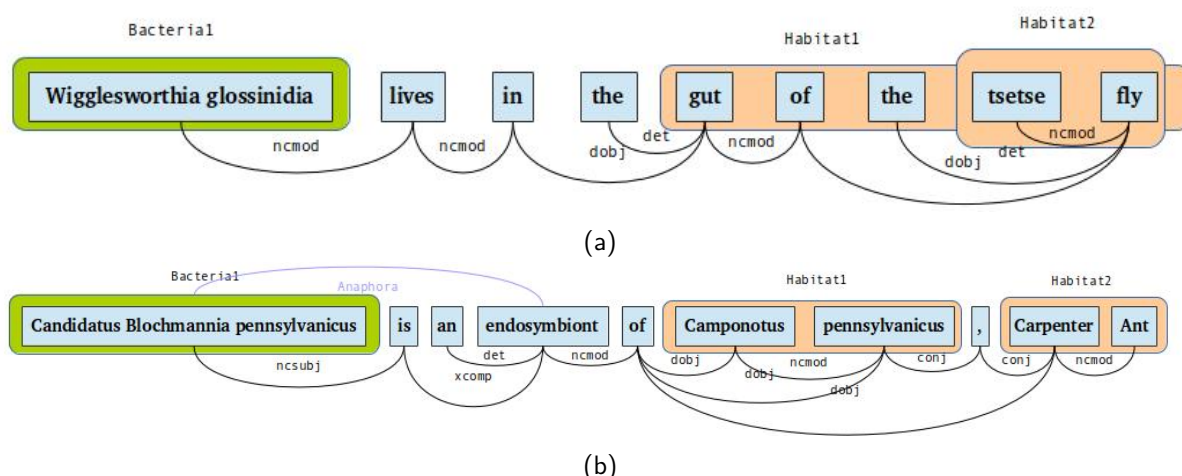 Bacteria1
Habitat1
Habitat2
Wigglesworthia glossinidia lives in the gut of the tsetse fly
ncmod ncmod dobj det ncmod dobj det ncmod
(a)
Bacteria1
Anaphora
Habitat1
Habitat2
Candidatus Blochmannia pennsylvanicus is an endosymbiont of Camponotus pennsylvanicus , Carpenter Ant
ncsubj xcomp det ncmod dobj dobj ncmod dobj conj conj ncmod
(b)